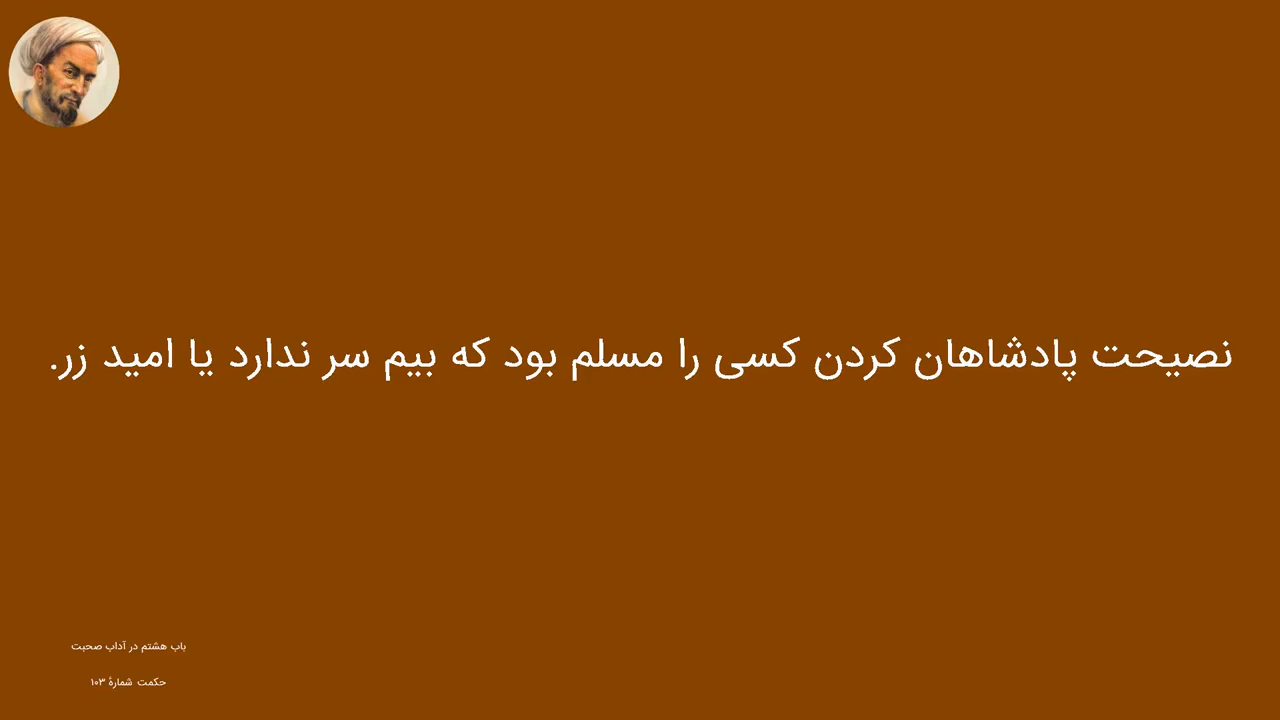 نصیحت پادشاهان کردن کسی را مسلم بود که بیم سر ندارد یا امید زر.
باب هشتم در آداب صحبت
حکمت شمارهٔ ۱۰۳